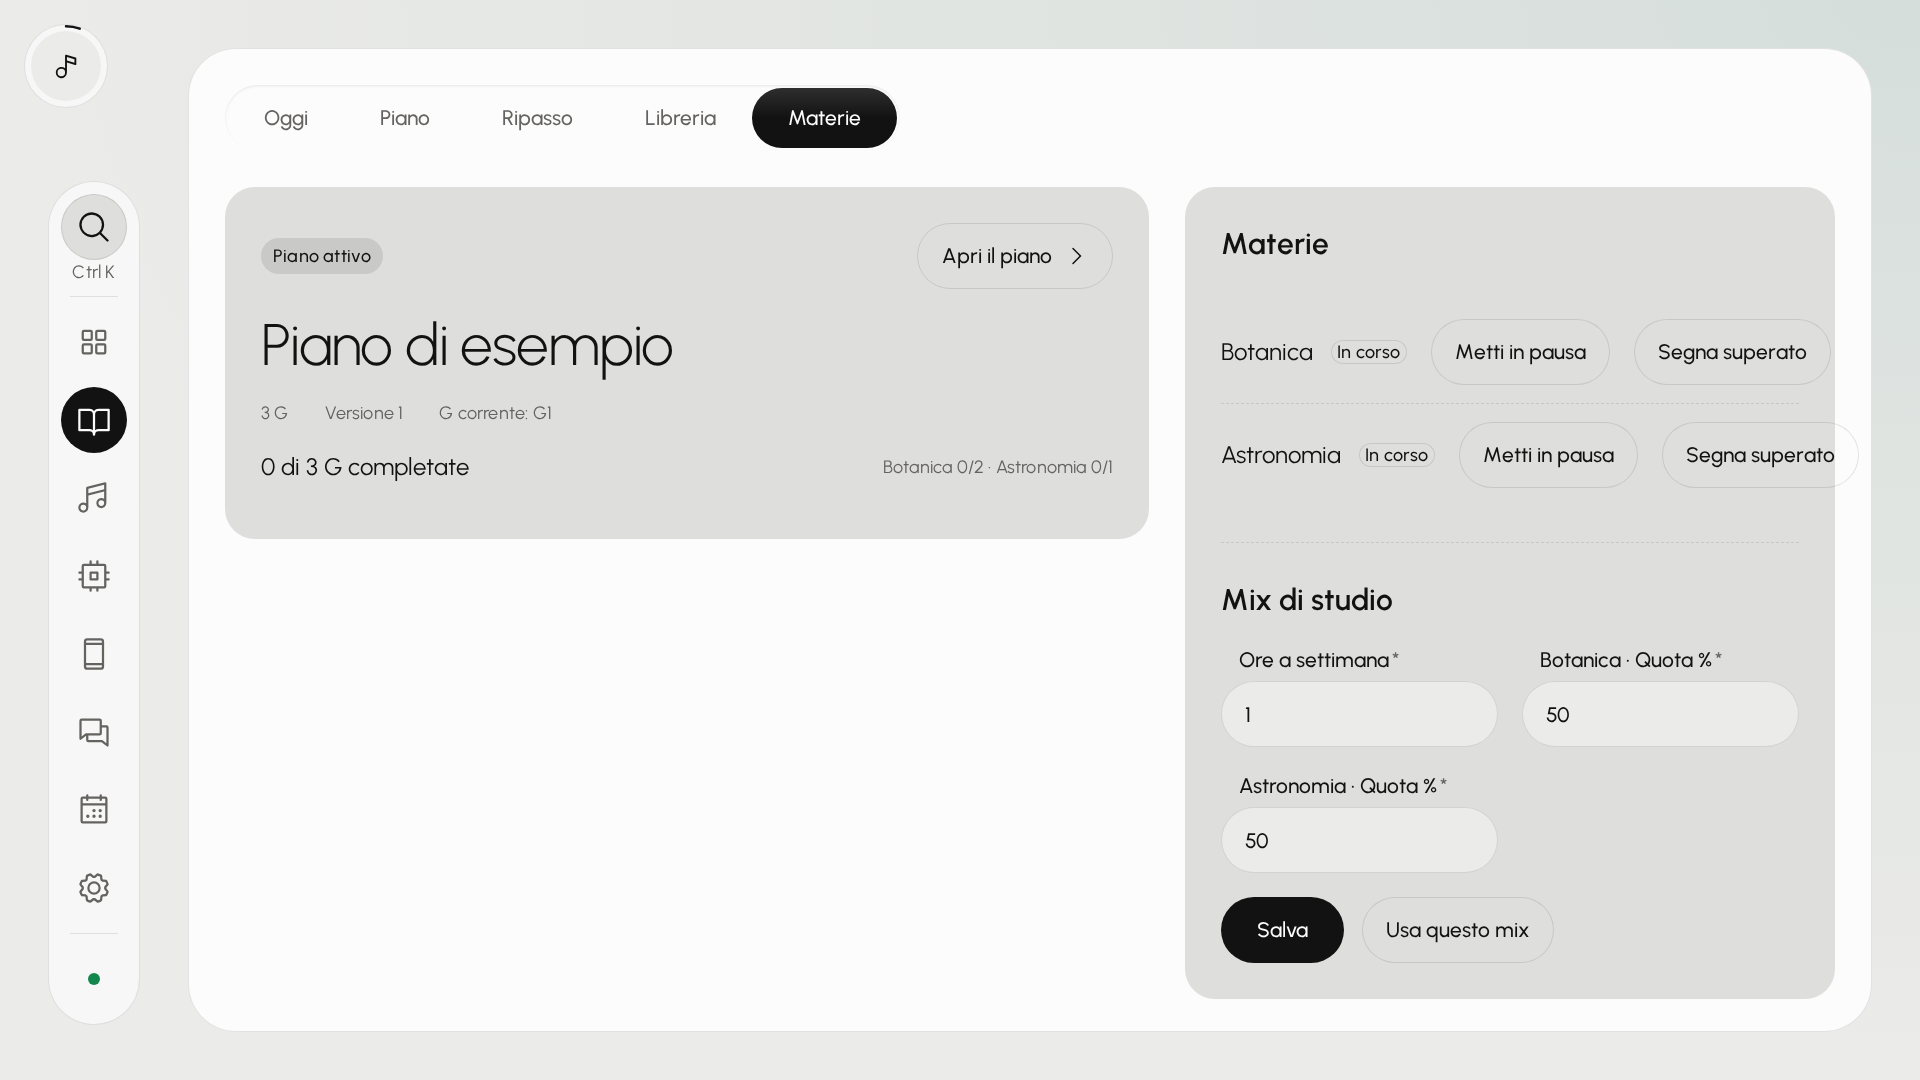 Oggi Piano Ripasso Libreria Materie
Ctrl K
Piano attivo
Apri il piano
Piano di esempio
3 G Versione 1 G corrente: G1
0 di 3 G completate
Botanica 0/2 · Astronomia 0/1
Materie
Botanica In corso Metti in pausa Segna superato
Astronomia In corso Metti in pausa Segna superato
Mix di studio
Ore a settimana* Botanica · Quota %*
1 50
Astronomia · Quota %*
50
Salva Usa questo mix